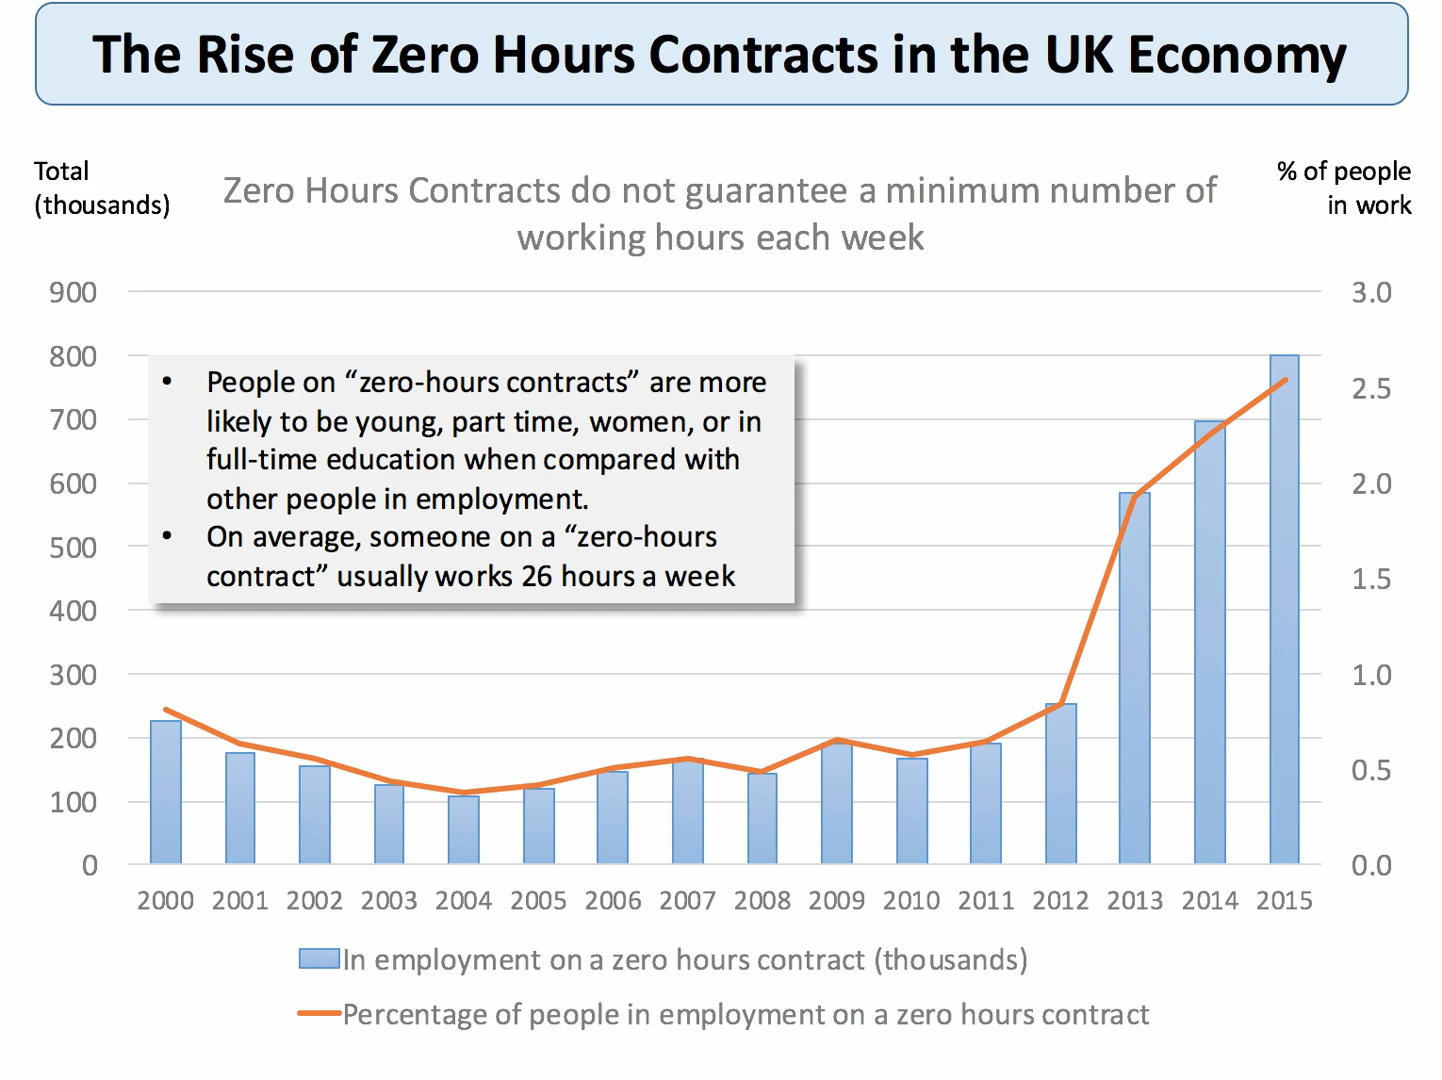 The Rise of Zero Hours Contracts in the UK Economy
Total
(thousands)
Zero Hours Contracts do not guarantee a minimum number of
working hours each week
% of people
in work
900
800
700
600
500
400
300
200
100
0
• People on “zero-hours contracts” are more
likely to be young, part time, women, or in
full-time education when compared with
other people in employment.
• On average, someone on a “zero-hours
contract” usually works 26 hours a week
3.0
2.5
2.0
1.5
1.0
0.5
0.0
2000 2001 2002 2003 2004 2005 2006 2007 2008 2009 2010 2011 2012 2013 2014 2015
In employment on a zero hours contract (thousands)
Percentage of people in employment on a zero hours contract